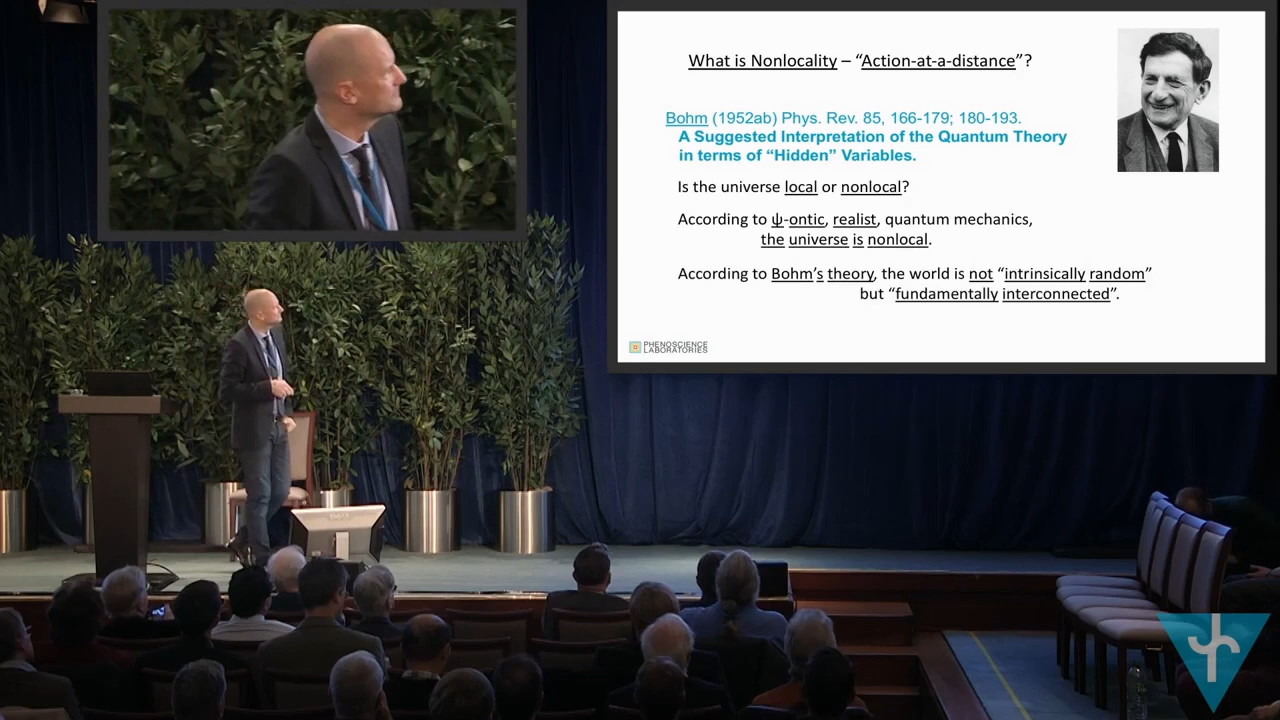 What is Nonlocality – “Action-at-a-distance”?
Bohm (1952ab) Phys. Rev. 85, 166-179; 180-193.
A Suggested Interpretation of the Quantum Theory
in terms of “Hidden” Variables.
Is the universe local or nonlocal?
According to ψ-ontic, realist, quantum mechanics,
the universe is nonlocal.
According to Bohm’s theory, the world is not “intrinsically random”
but “fundamentally interconnected”.
PHENOSCIENCE
LABORATORIES